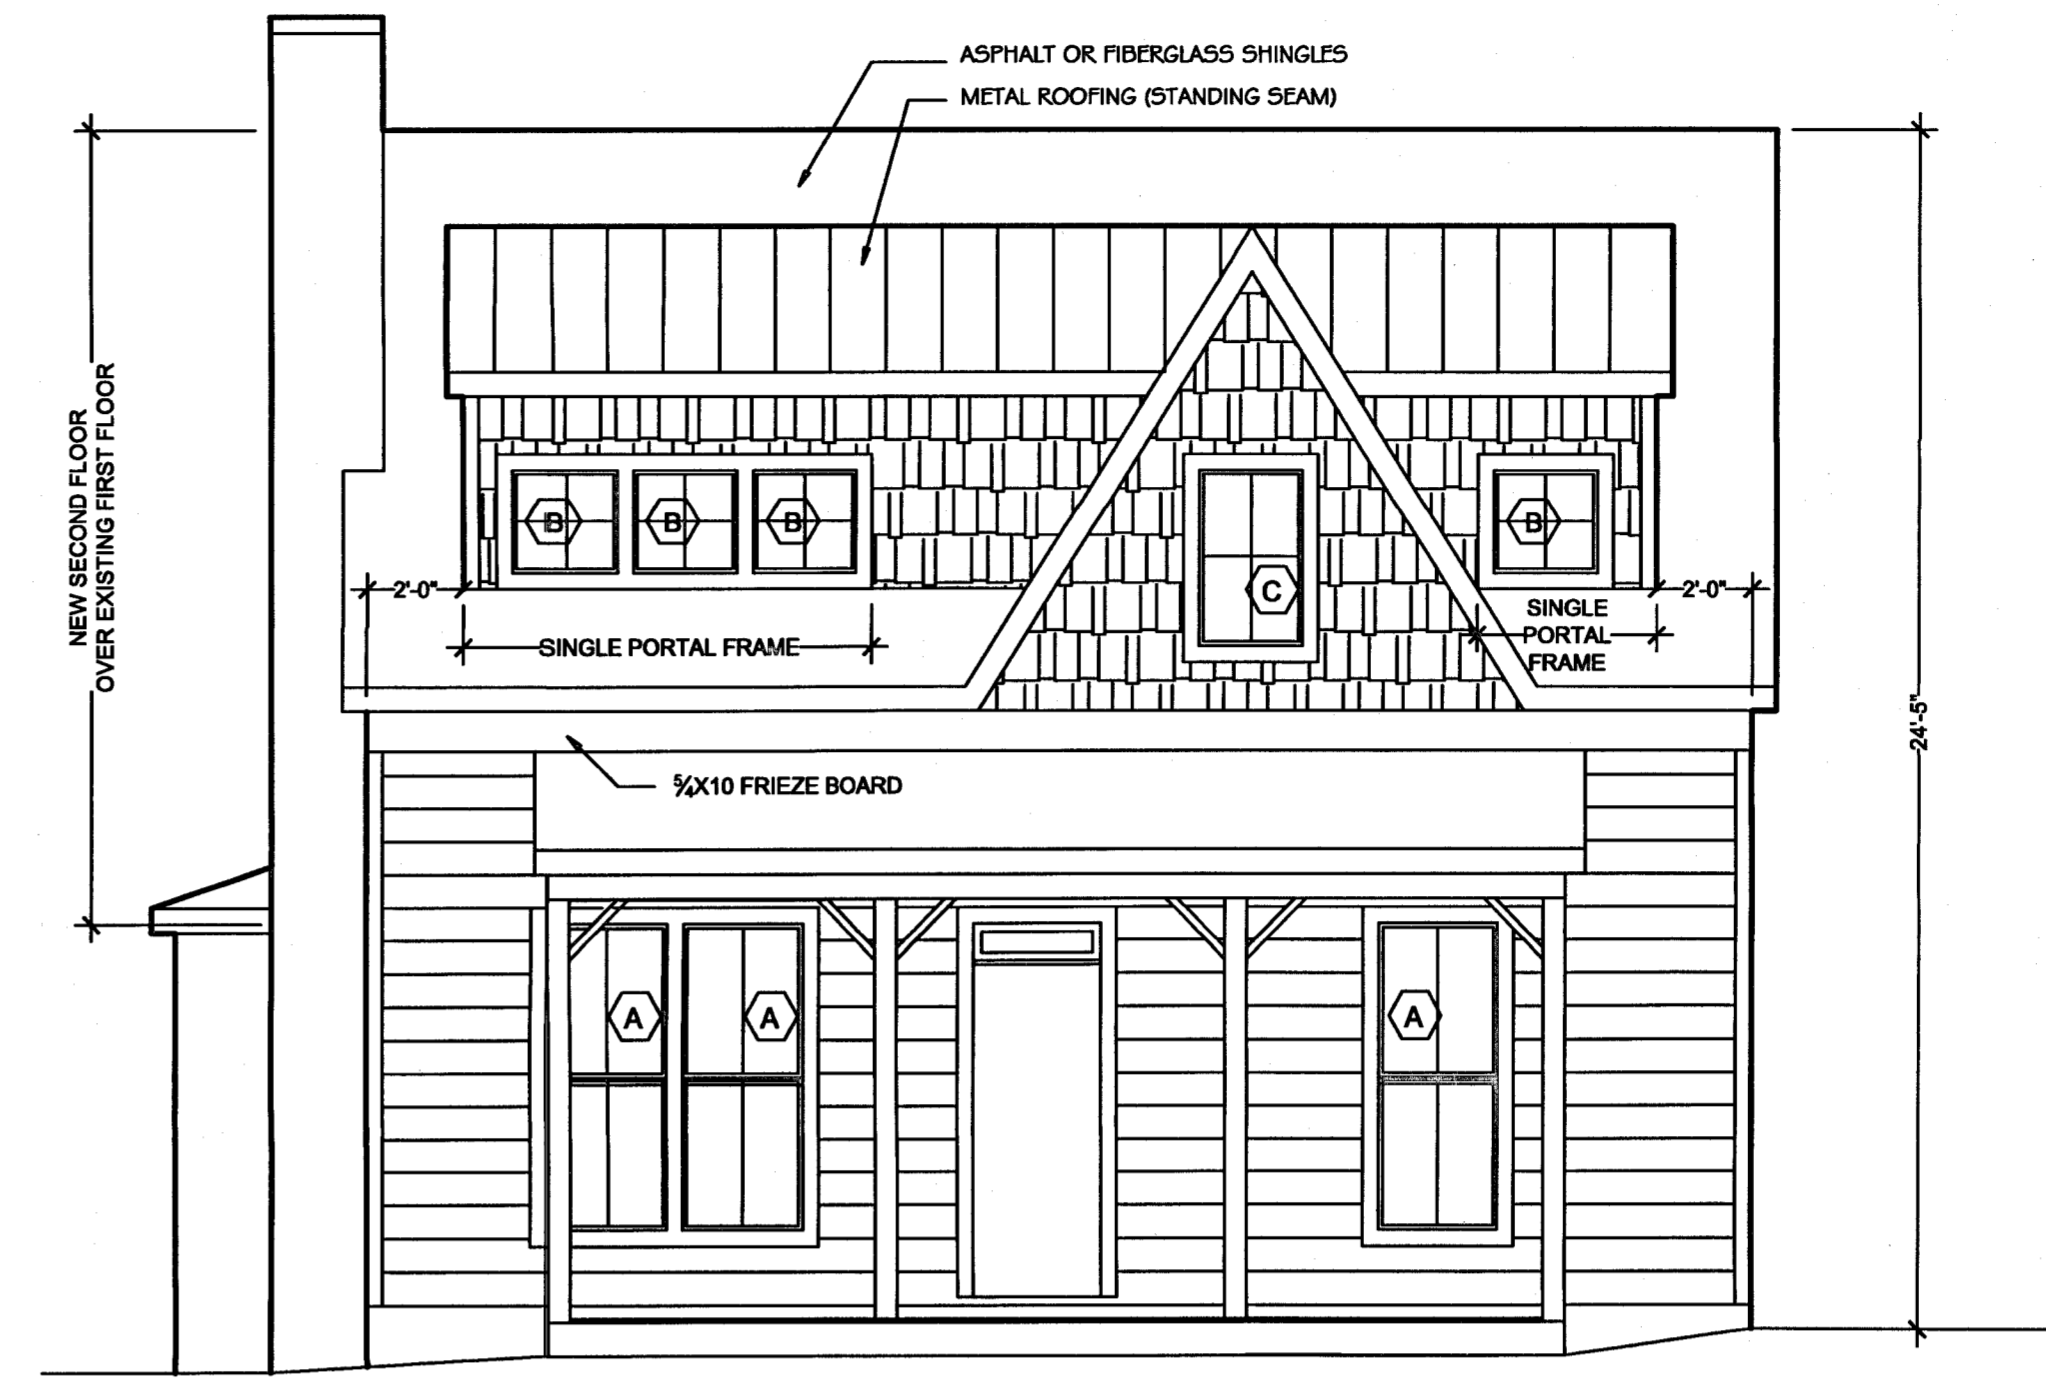 ASPHALT OR FIBERGLASS SHINGLES
METAL ROOFING (STANDING SEAM)
NEW SECOND FLOOR
OVER EXISTING FIRST FLOOR
B
B
B
C
B
2'-0"
2'-0"
SINGLE PORTAL FRAME
SINGLE
PORTAL
FRAME
24'-5"
5/4X10 FRIEZE BOARD
A
A
A